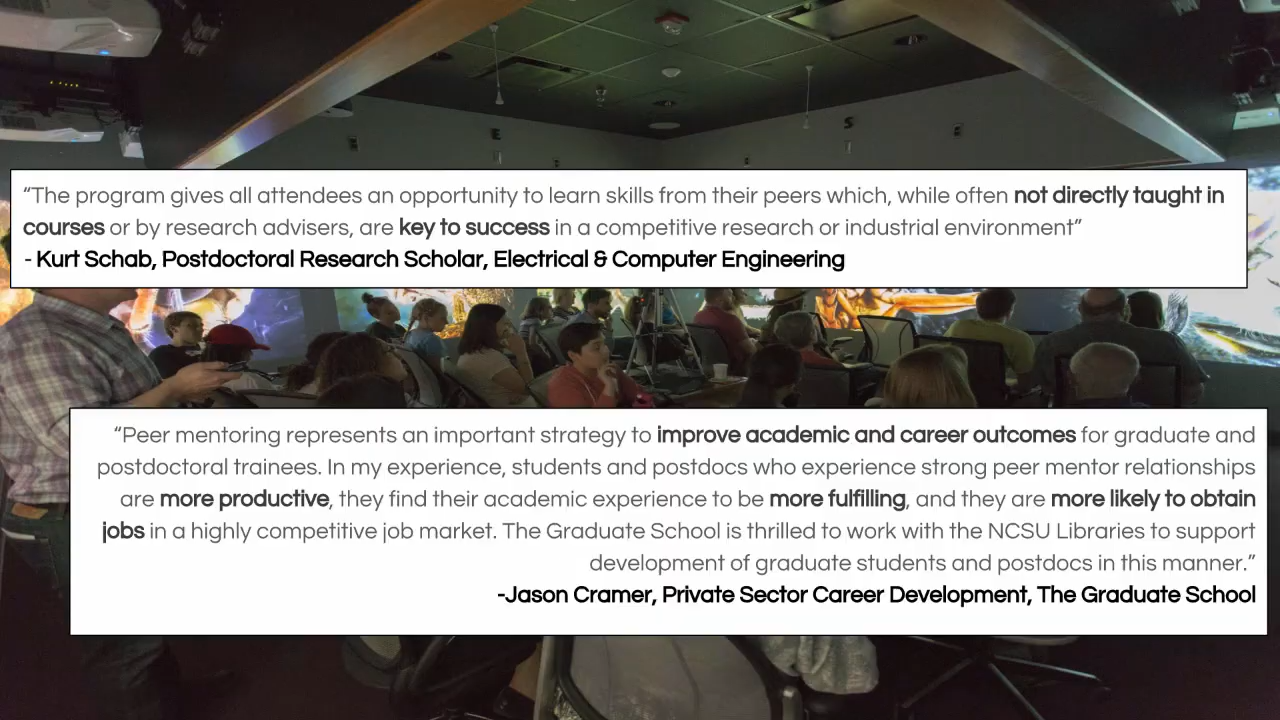 “The program gives all attendees an opportunity to learn skills from their peers which, while often not directly taught in
courses or by research advisers, are key to success in a competitive research or industrial environment”
- Kurt Schab, Postdoctoral Research Scholar, Electrical & Computer Engineering
“Peer mentoring represents an important strategy to improve academic and career outcomes for graduate and
postdoctoral trainees. In my experience, students and postdocs who experience strong peer mentor relationships
are more productive, they find their academic experience to be more fulfilling, and they are more likely to obtain
jobs in a highly competitive job market. The Graduate School is thrilled to work with the NCSU Libraries to support
development of graduate students and postdocs in this manner.”
-Jason Cramer, Private Sector Career Development, The Graduate School